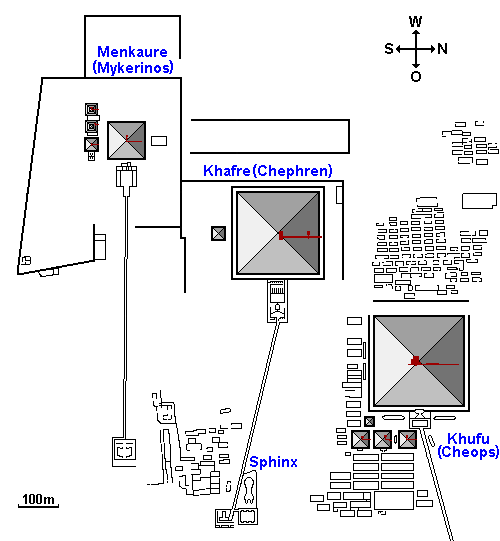 W
S N
O
Menkaure
(Mykerinos)
Khafre (Chephren)
Khufu
(Cheops)
Sphinx
100m